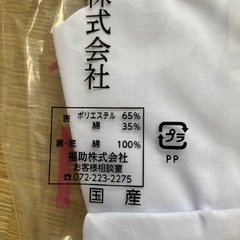 株式会社
表 ポリエステル 65%
綿 35%
裏・底 綿 100%
福助株式会社
お客様相談室
☎072-223-2275
国産
プラ
PP